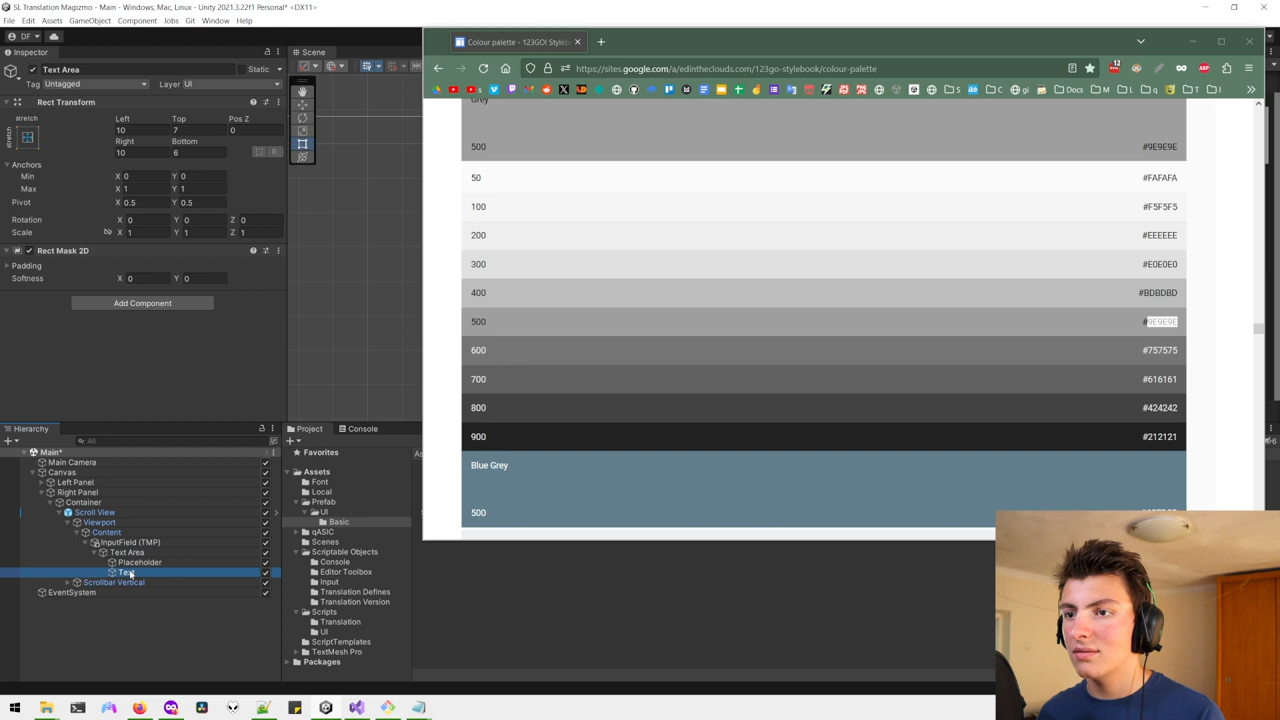 SL Translation Magizmo - Main - Windows, Mac, Linux - Unity 2021.3.22f1 Personal* <DX11>
File Edit Assets GameObject Component Jobs Git Window Help
DF
Inspector
Text Area
Static
Tag Untagged Layer UI
Rect Transform
stretch
stretch
Left Top Pos Z
10 7 0
Right Bottom
10 6
R
Anchors
Min X 0 Y 0
Max X 1 Y 1
Pivot X 0.5 Y 0.5
Rotation X 0 Y 0 Z 0
Scale X 1 Y 1 Z 1
Rect Mask 2D
Padding
Softness X 0 Y 0
Add Component
Scene
Hierarchy
All
Main*
Main Camera
Canvas
Left Panel
Right Panel
Container
Scroll View
Viewport
Content
InputField (TMP)
Text Area
Placeholder
Text
Scrollbar Vertical
EventSystem
Project Console
Favorites
Assets
Font
Local
Prefab
UI
Basic
qASIC
Scenes
Scriptable Objects
Console
Editor Toolbox
Input
Translation Defines
Translation Version
Scripts
Translation
UI
ScriptTemplates
TextMesh Pro
Packages
Colour palette - 123GO! Styleb
https://sites.google.com/a/edintheclouds.com/123go-stylebook/colour-palette
Docs M L q T
Grey
500 #9E9E9E
50 #FAFAFA
100 #F5F5F5
200 #EEEEEE
300 #E0E0E0
400 #BDBDBD
500 #9E9E9E
600 #757575
700 #616161
800 #424242
900 #212121
Blue Grey
500